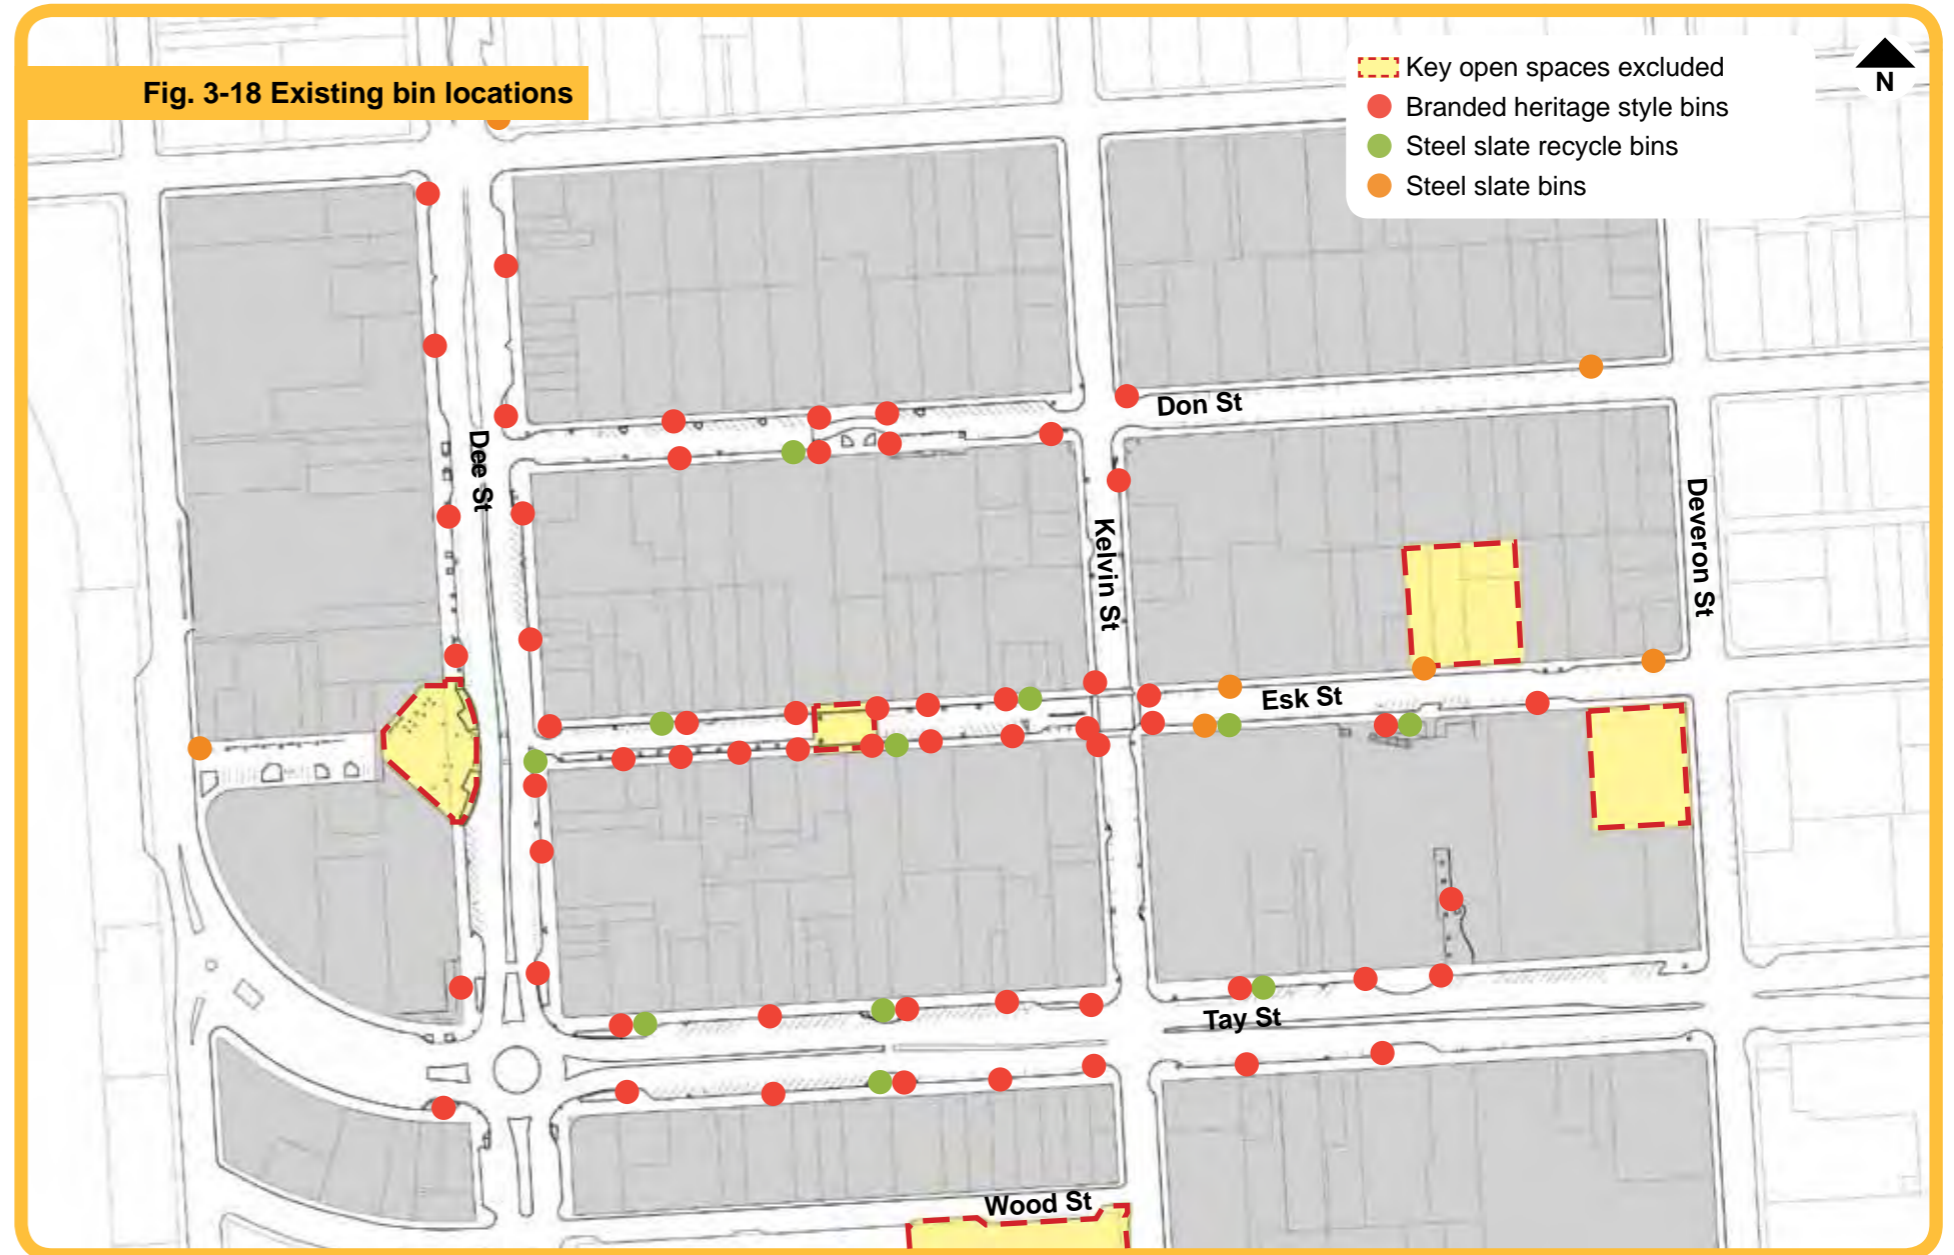 Fig. 3-18 Existing bin locations
Key open spaces excluded
Branded heritage style bins
Steel slate recycle bins
Steel slate bins
N
Don St
Dee St
Kelvin St
Deveron St
Esk St
Tay St
Wood St